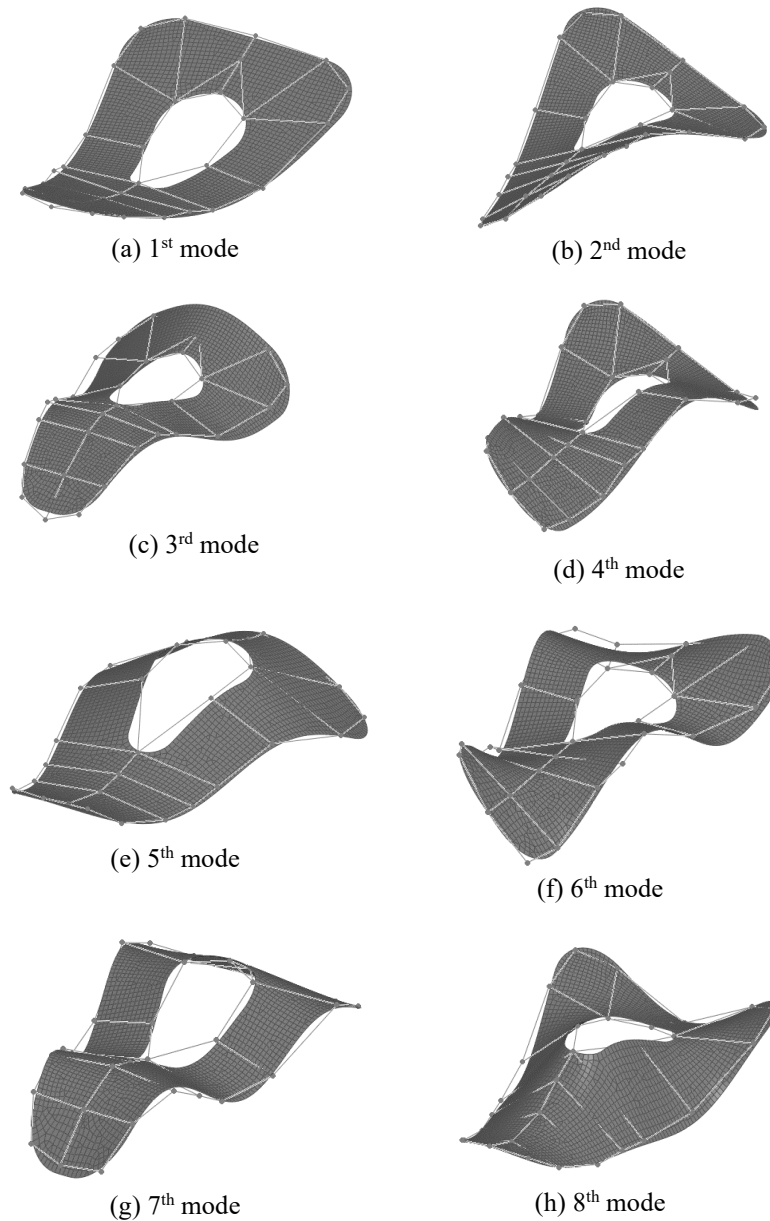 (a) 1st mode
(b) 2nd mode
(c) 3rd mode
(d) 4th mode
(e) 5th mode
(f) 6th mode
(g) 7th mode
(h) 8th mode